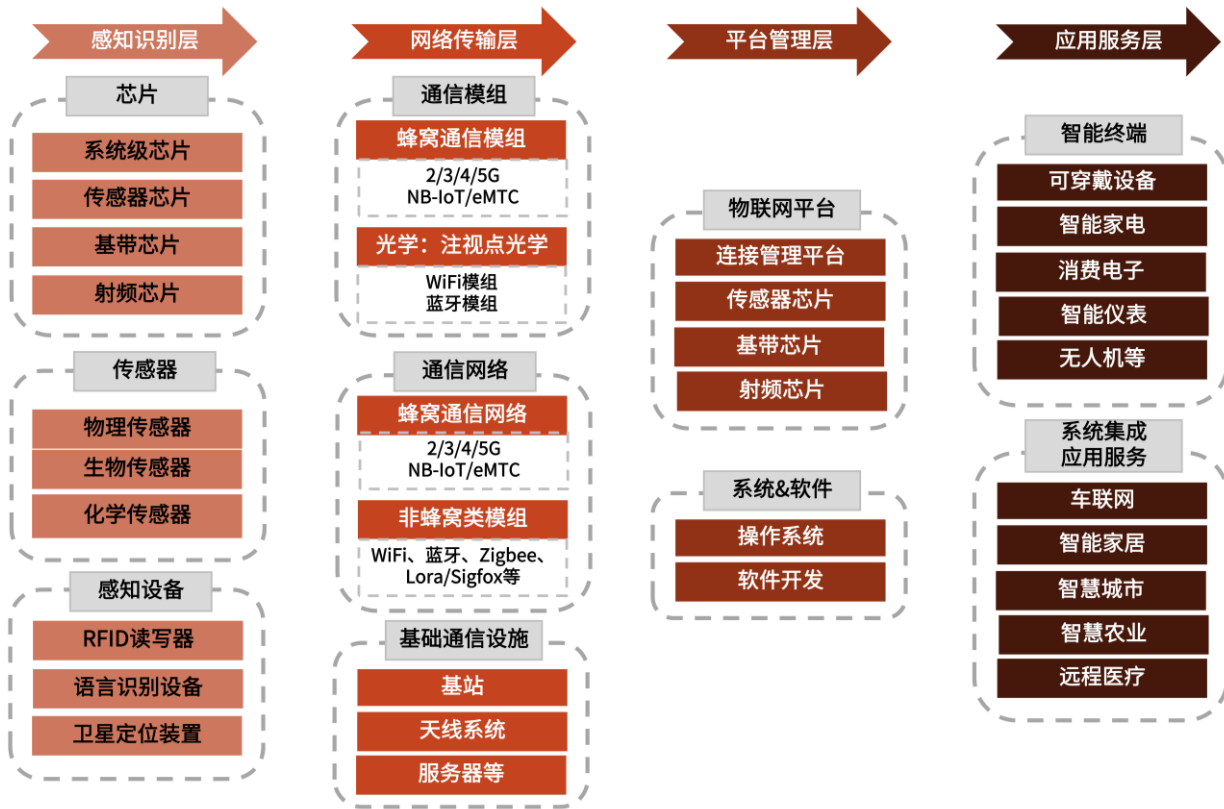 感知识别层
网络传输层
平台管理层
应用服务层
芯片
系统级芯片
传感器芯片
基带芯片
射频芯片
传感器
物理传感器
生物传感器
化学传感器
感知设备
RFID读写器
语言识别设备
卫星定位装置
通信模组
蜂窝通信模组
2/3/4/5G
NB-IoT/eMTC
光学：注视点光学
WiFi模组
蓝牙模组
通信网络
蜂窝通信网络
2/3/4/5G
NB-IoT/eMTC
非蜂窝类模组
WiFi、蓝牙、Zigbee、
Lora/Sigfox等
基础通信设施
基站
天线系统
服务器等
物联网平台
连接管理平台
传感器芯片
基带芯片
射频芯片
系统&软件
操作系统
软件开发
智能终端
可穿戴设备
智能家电
消费电子
智能仪表
无人机等
系统集成
应用服务
车联网
智能家居
智慧城市
智慧农业
远程医疗